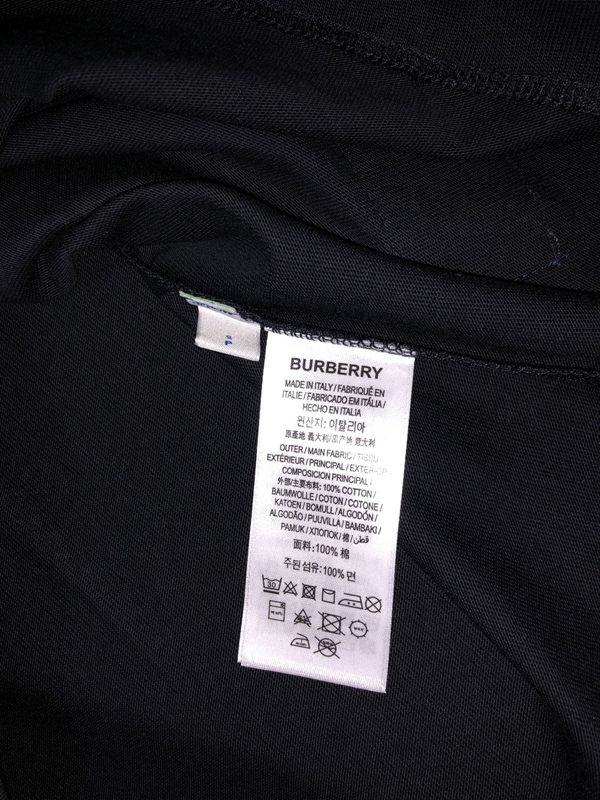 BURBERRY
MADE IN ITALY / FABRIQUÉ EN
ITALIE / FABRICADO EM ITÁLIA /
HECHO EN ITALIA
원산지: 이탈리아
原產地 義大利/原产地 意大利
OUTER / MAIN FABRIC / TISSU
EXTÉRIEUR / PRINCIPAL / EXTERIOR
COMPOSICION PRINCIPAL /
外部/主要布料: 100% COTTON /
BAUMWOLLE / COTON / COTONE /
KATOEN / BOMULL / ALGODÓN /
ALGODÃO / PUUVILLA / BAMBAKI /
PAMUK / ХЛОПОК / 棉 / قطن
面料:100% 棉
주된섬유:100% 면
30